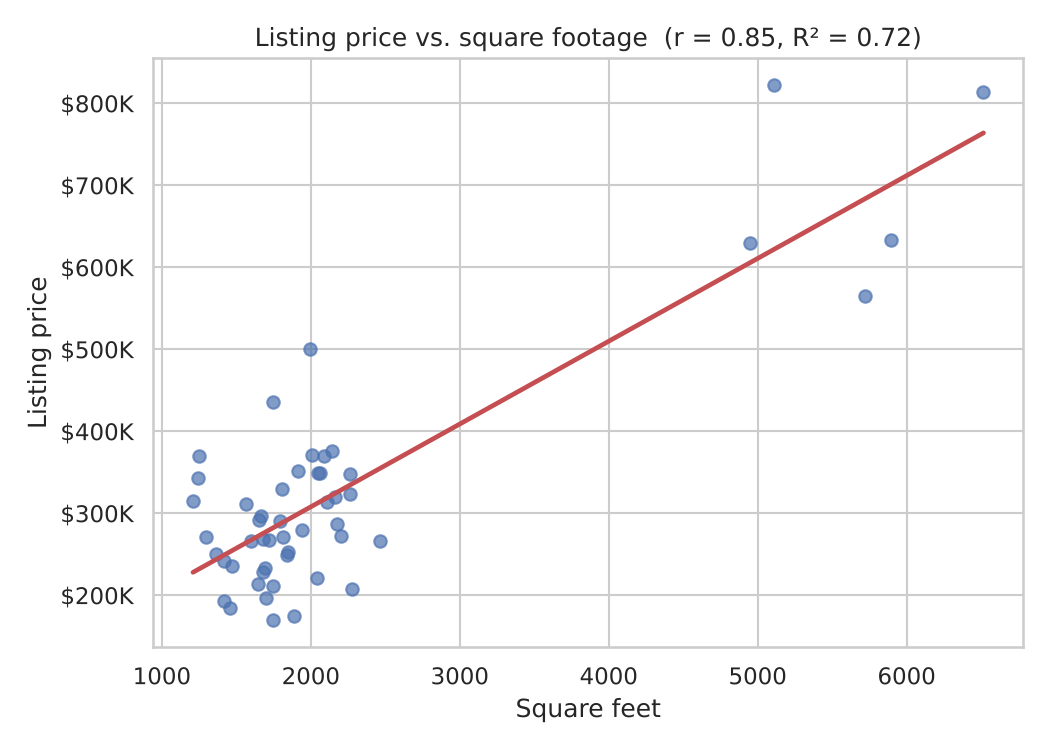 Listing price vs. square footage  (r = 0.85, R² = 0.72)
$800K
$700K
$600K
$500K
$400K
$300K
$200K
Listing price
1000 2000 3000 4000 5000 6000
Square feet